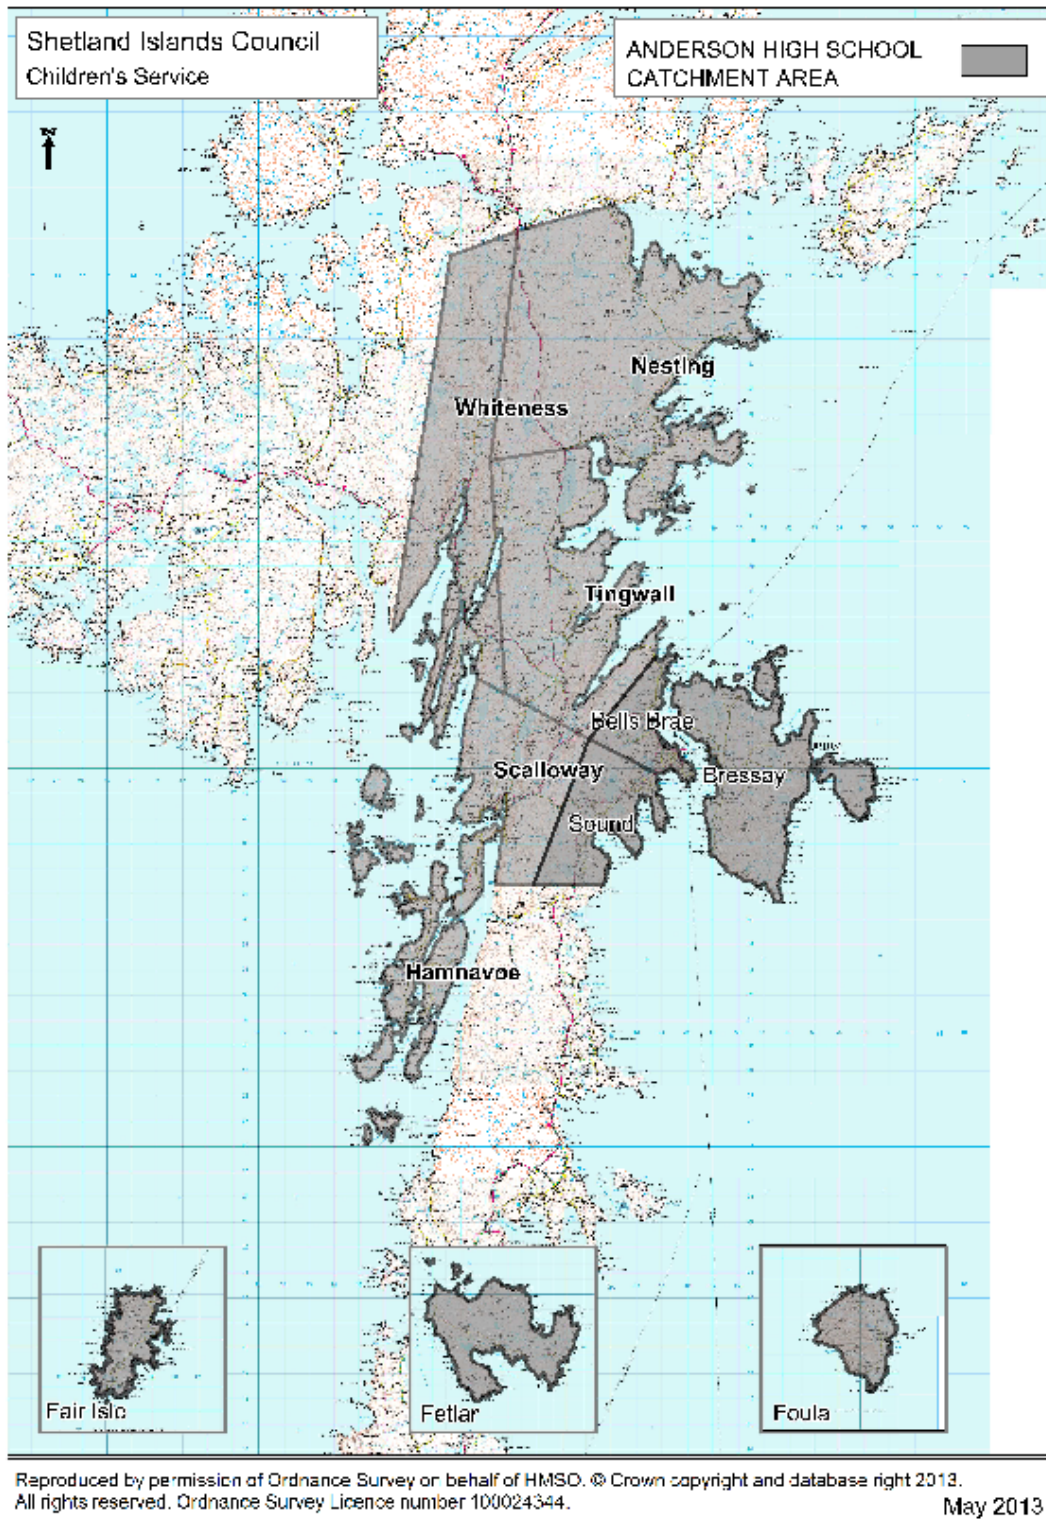 Shetland Islands Council
Children's Service
ANDERSON HIGH SCHOOL
CATCHMENT AREA
N
Nesting
Whiteness
Tingwall
Bells Brae
Scalloway
Bressay
Sound
Hamnavoe
Fair Isle
Fetlar
Foula
Reproduced by permission of Ordnance Survey on behalf of HMSO. © Crown copyright and database right 2013.
All rights reserved. Ordnance Survey Licence number 100024344.
May 2013